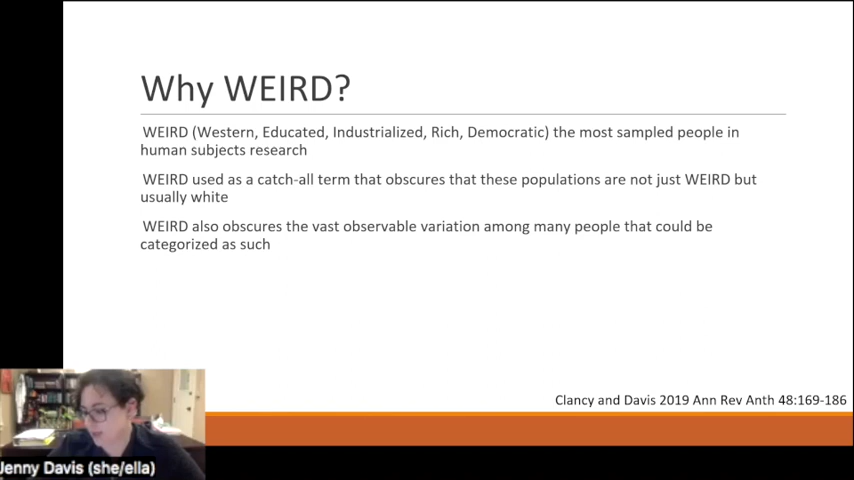 Why WEIRD?
WEIRD (Western, Educated, Industrialized, Rich, Democratic) the most sampled people in
human subjects research
WEIRD used as a catch-all term that obscures that these populations are not just WEIRD but
usually white
WEIRD also obscures the vast observable variation among many people that could be
categorized as such
Clancy and Davis 2019 Ann Rev Anth 48:169-186
Jenny Davis (she/ella)